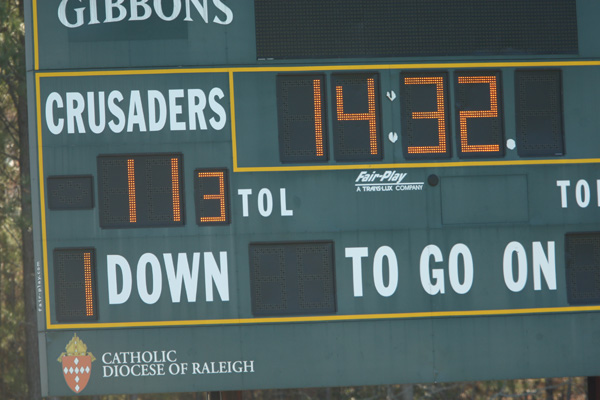 GIBBONS
CRUSADERS 14:32
11 3 TOL Fair-Play
A TRANS-LUX COMPANY
1 DOWN TO GO ON
CATHOLIC
DIOCESE OF RALEIGH